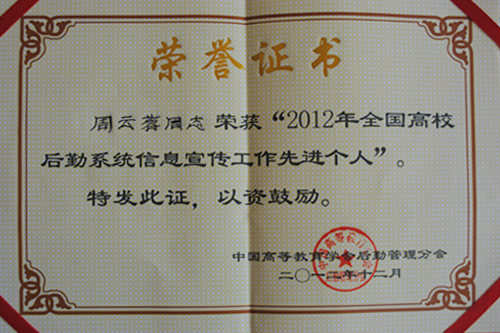 荣誉证书
周云蓉同志荣获“2012年全国高校
后勤系统信息宣传工作先进个人”。
特发此证，以资鼓励。
中国高等教育学会后勤管理分会
二〇一二年十二月